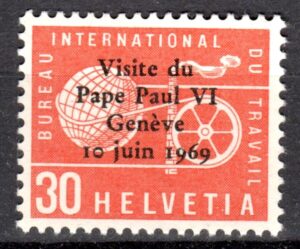 BUREAU INTERNATIONAL DU TRAVAIL
Visite du
Pape Paul VI
Genève
10 juin 1969
30 HELVETIA